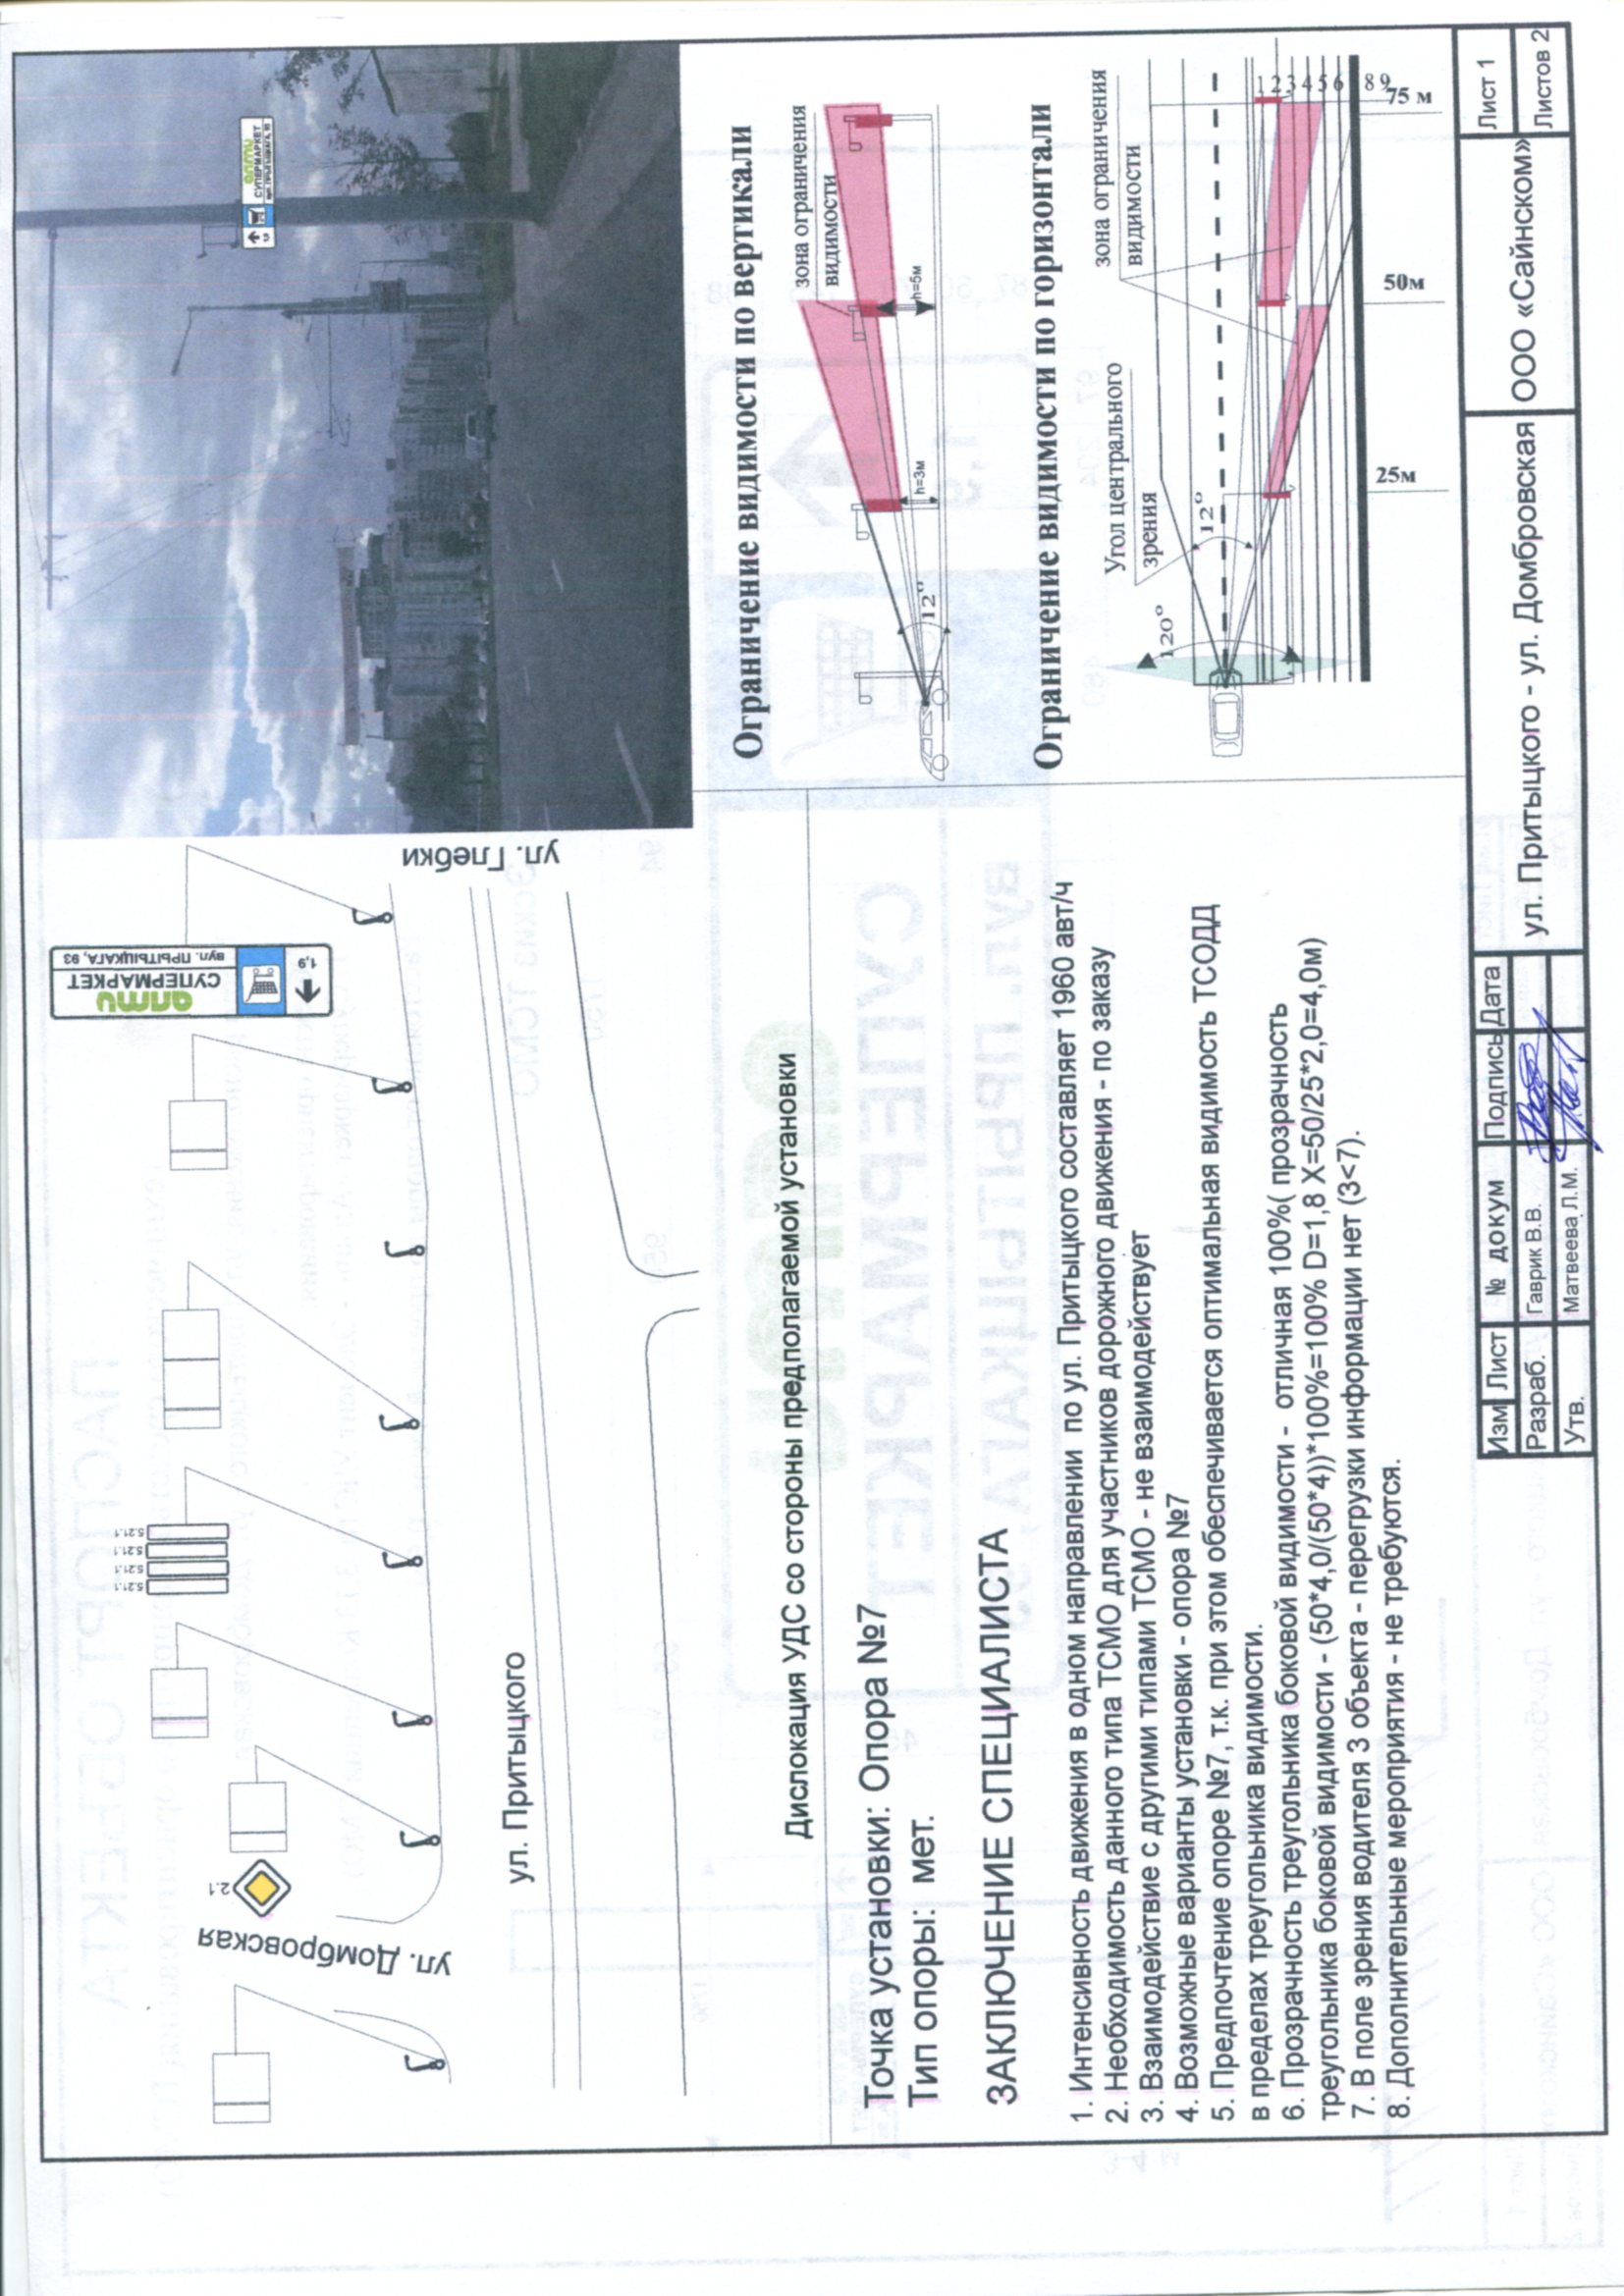 алми
СУПЕРМАРКЕТ
вул. ПРЫТЫЦКАГА, 93
1,9
5.21.1
5.21.1
5.21.1
5.21.1
2.1
ул. Домбровская
ул. Глебки
ул. Притыцкого
Дислокация УДС со стороны предполагаемой установки
алми
СУПЕРМАРКЕТ
1,9
Точка установки: Опора №7
Тип опоры: мет.
ЗАКЛЮЧЕНИЕ СПЕЦИАЛИСТА
1. Интенсивность движения в одном направлении по ул. Притыцкого составляет 1960 авт/ч
2. Необходимость данного типа ТСМО для участников дорожного движения - по заказу
3. Взаимодействие с другими типами ТСМО - не взаимодействует
4. Возможные варианты установки - опора №7
5. Предпочтение опоре №7, т.к. при этом обеспечивается оптимальная видимость ТСОДД
в пределах треугольника видимости.
6. Прозрачность треугольника боковой видимости - отличная 100%( прозрачность
треугольника боковой видимости - (50*4,0/(50*4))*100%=100% D=1,8 X=50/25*2,0=4,0м)
7. В поле зрения водителя 3 объекта - перегрузки информации нет (3<7).
8. Дополнительные мероприятия - не требуются.
Ограничение видимости по вертикали
зона ограничения
видимости
h=3м
h=5м
12°
Ограничение видимости по горизонтали
Угол центрального
зрения
зона ограничения
видимости
120°
12°
1 2 3 4 5 6 8 9
25м
50м
75 м
Изм Лист № докум Подпись Дата
Разраб. Гаврик В.В.
Утв. Матвеева Л.М.
ул. Притыцкого - ул. Домбровская
ООО «Сайнском»
Лист 1
Листов 2